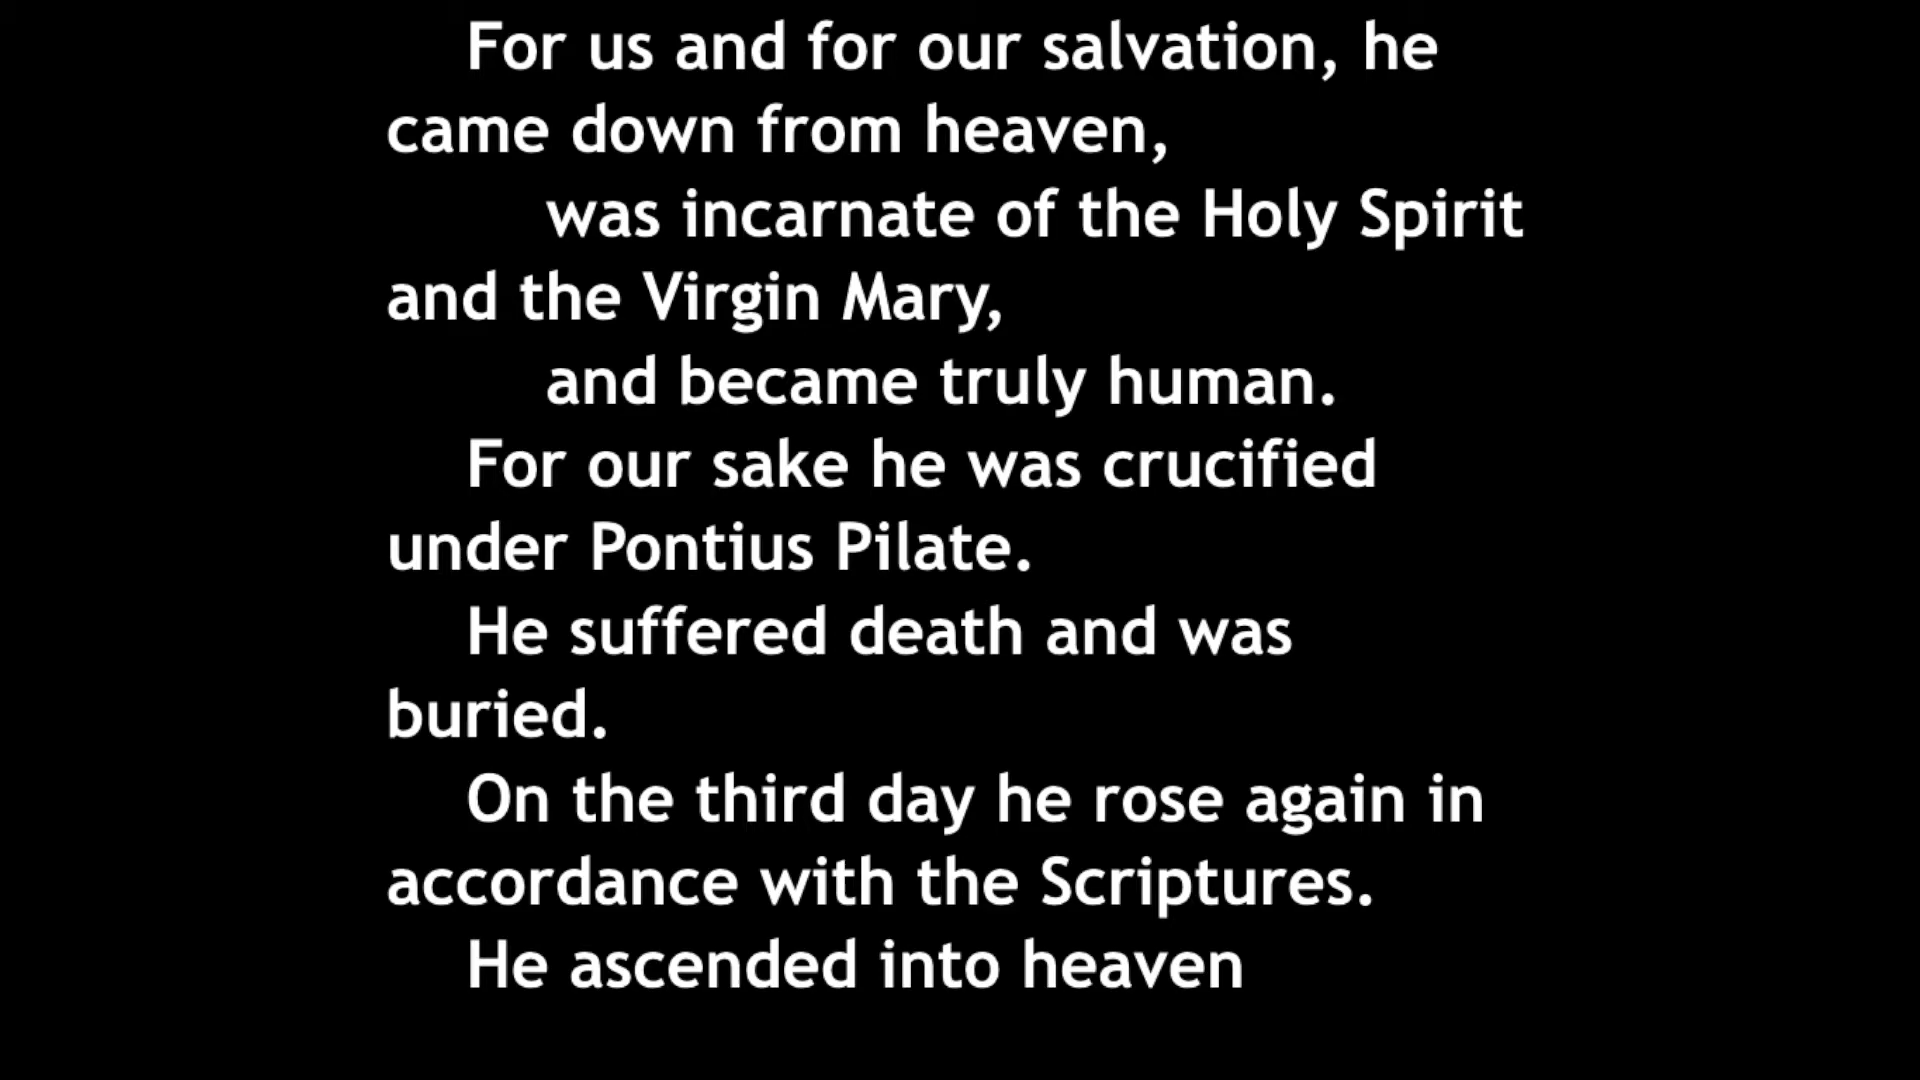 For us and for our salvation, he
came down from heaven,
was incarnate of the Holy Spirit
and the Virgin Mary,
and became truly human.
For our sake he was crucified
under Pontius Pilate.
He suffered death and was
buried.
On the third day he rose again in
accordance with the Scriptures.
He ascended into heaven